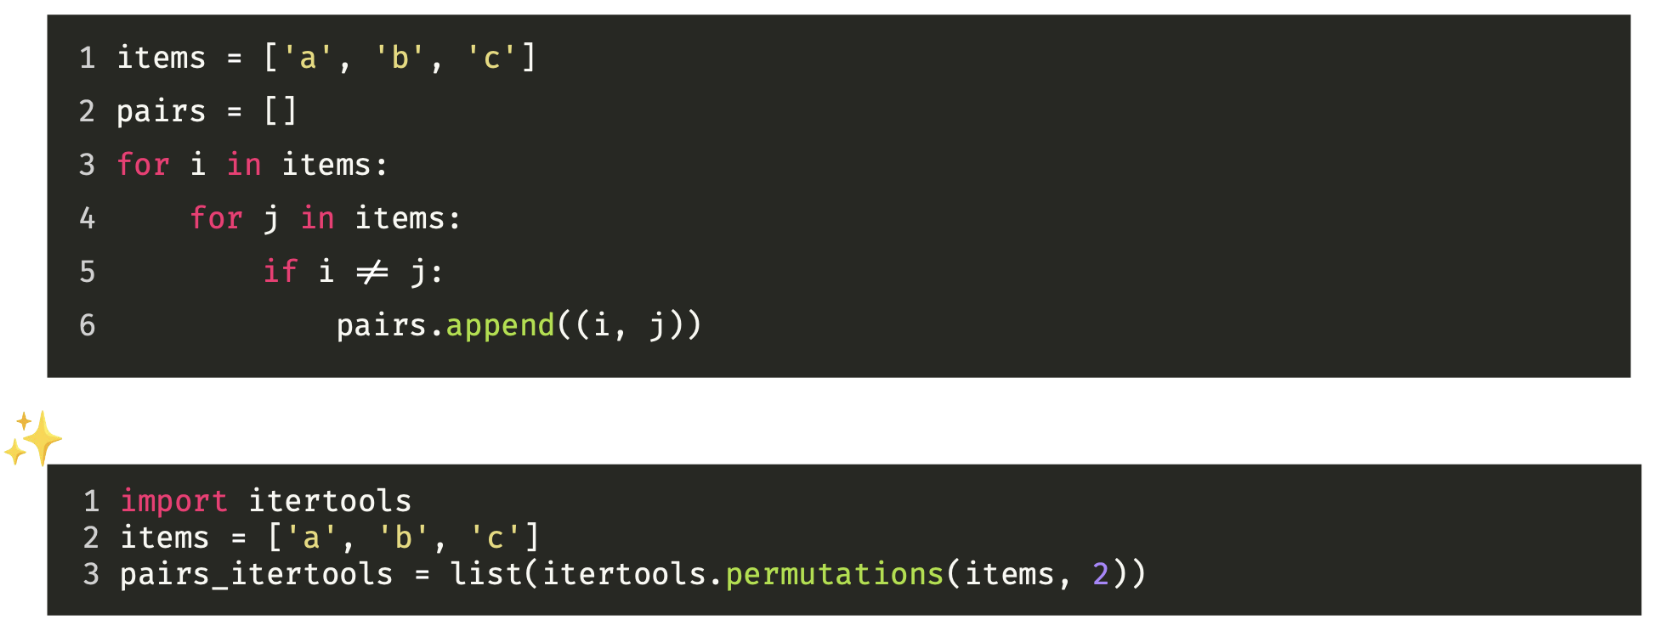 1 items = ['a', 'b', 'c']
2 pairs = []
3 for i in items:
4     for j in items:
5         if i ≠ j:
6             pairs.append((i, j))
1 import itertools
2 items = ['a', 'b', 'c']
3 pairs_itertools = list(itertools.permutations(items, 2))